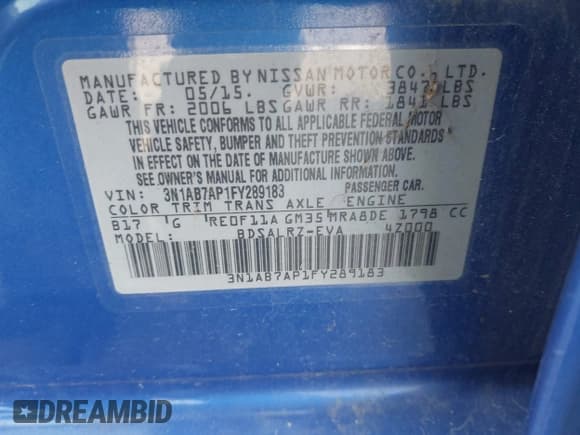 MANUFACTURED BY NISSAN MOTOR CO., LTD.
DATE: 05/15. GVWR: 3847 LBS
GAWR FR: 2006 LBS GAWR RR: 1841 LBS
THIS VEHICLE CONFORMS TO ALL APPLICABLE FEDERAL MOTOR
VEHICLE SAFETY, BUMPER AND THEFT PREVENTION STANDARDS
IN EFFECT ON THE DATE OF MANUFACTURE SHOWN ABOVE.
SEE OWNER'S MANUAL FOR ADDITIONAL INFORMATION.
VIN: 3N1AB7AP1FY289183 PASSENGER CAR.
COLOR TRIM TRANS AXLE ENGINE
B17 G RE0F11A GM35 MRA8DE 1798 CC
MODEL: BDSALRZ-EVA 4Z000
3N1AB7AP1FY289183
DREAMBID